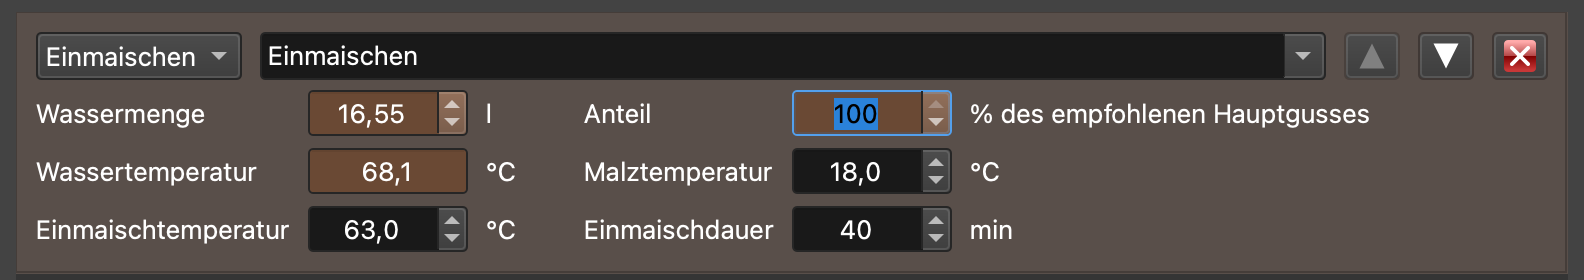 Einmaischen Einmaischen
Wassermenge 16,55 l Anteil 100 % des empfohlenen Hauptgusses
Wassertemperatur 68,1 °C Malztemperatur 18,0 °C
Einmaischtemperatur 63,0 °C Einmaischdauer 40 min